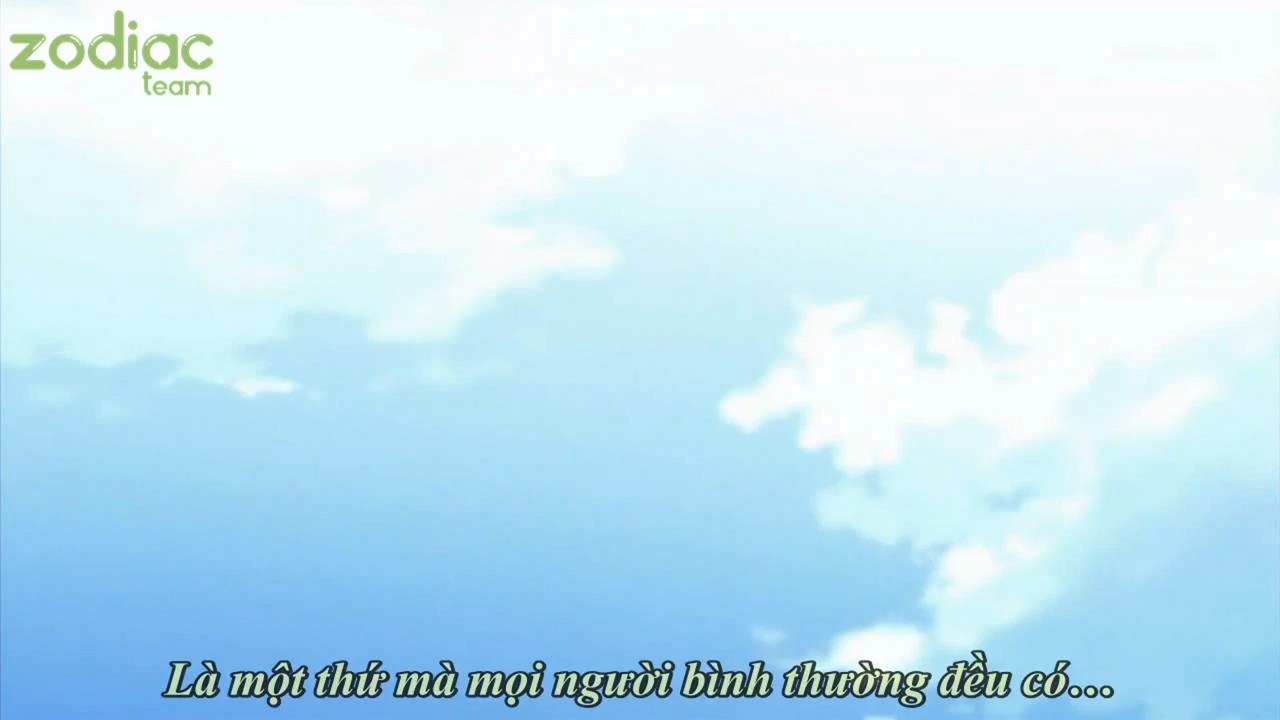 zodiac
team
Là một thứ mà mọi người bình thường đều có...